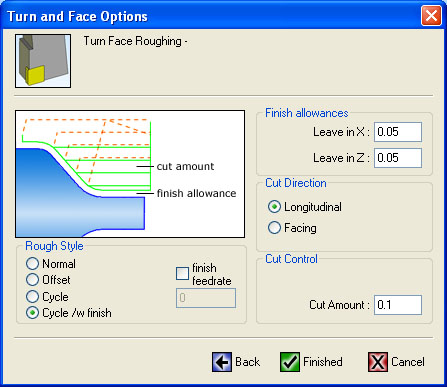 Turn and Face Options
Turn Face Roughing -
cut amount
finish allowance
Finish allowances
Leave in X : 0.05
Leave in Z : 0.05
Cut Direction
Longitudinal
Facing
Rough Style
Normal
Offset
Cycle
Cycle /w finish
finish
feedrate
0
Cut Control
Cut Amount : 0.1
Back
Finished
Cancel